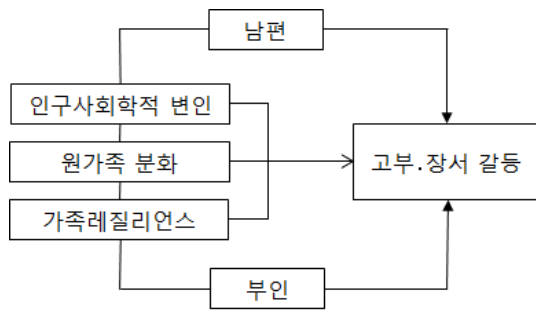 남편
인구사회학적 변인
원가족 분화
고부.장서 갈등
가족레질리언스
부인